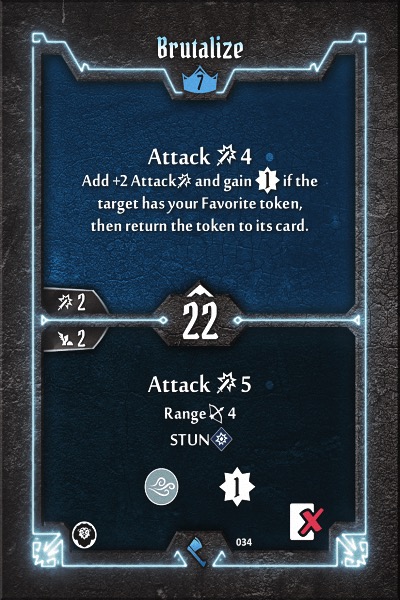 Brutalize
7
Attack 4
Add +2 Attack and gain 1 if the
target has your Favorite token,
then return the token to its card.
2
22
2
Attack 5
Range 4
STUN
1
034